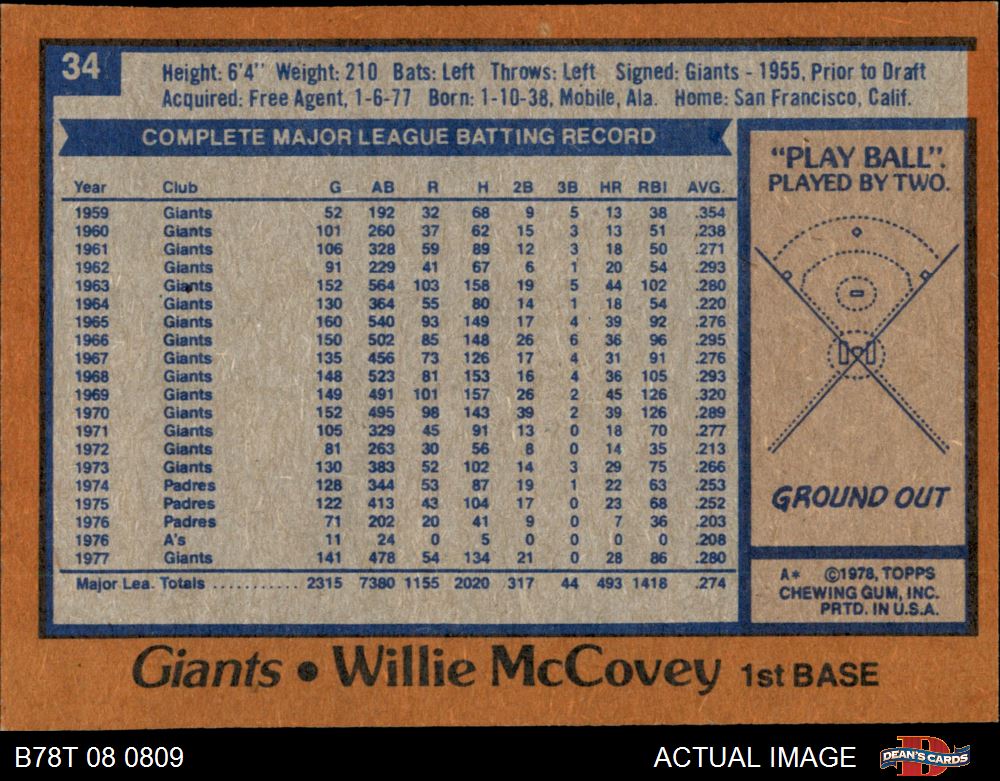 34
Height: 6'4" Weight: 210 Bats: Left Throws: Left Signed: Giants - 1955, Prior to Draft
Acquired: Free Agent, 1-6-77 Born: 1-10-38, Mobile, Ala. Home: San Francisco, Calif.
COMPLETE MAJOR LEAGUE BATTING RECORD
Year Club G AB R H 2B 3B HR RBI AVG.
1959 Giants 52 192 32 68 9 5 13 38 .354
1960 Giants 101 260 37 62 15 3 13 51 .238
1961 Giants 106 328 59 89 12 3 18 50 .271
1962 Giants 91 229 41 67 6 1 20 54 .293
1963 Giants 152 564 103 158 19 5 44 102 .280
1964 Giants 130 364 55 80 14 1 18 54 .220
1965 Giants 160 540 93 149 17 4 39 92 .276
1966 Giants 150 502 85 148 26 6 36 96 .295
1967 Giants 135 456 73 126 17 4 31 91 .276
1968 Giants 148 523 81 153 16 4 36 105 .293
1969 Giants 149 491 101 157 26 2 45 126 .320
1970 Giants 152 495 98 143 39 2 39 126 .289
1971 Giants 105 329 45 91 13 0 18 70 .277
1972 Giants 81 263 30 56 8 0 14 35 .213
1973 Giants 130 383 52 102 14 3 29 75 .266
1974 Padres 128 344 53 87 19 1 22 63 .253
1975 Padres 122 413 43 104 17 0 23 68 .252
1976 Padres 71 202 20 41 9 0 7 36 .203
1976 A's 11 24 0 5 0 0 0 0 .208
1977 Giants 141 478 54 134 21 0 28 86 .280
Major Lea. Totals ........... 2315 7380 1155 2020 317 44 493 1418 .274
"PLAY BALL".
PLAYED BY TWO.
GROUND OUT
A* ©1978, TOPPS
CHEWING GUM, INC.
PRTD. IN U.S.A.
Giants • Willie McCovey 1st BASE
B78T 08 0809
ACTUAL IMAGE
DEAN'S CARDS